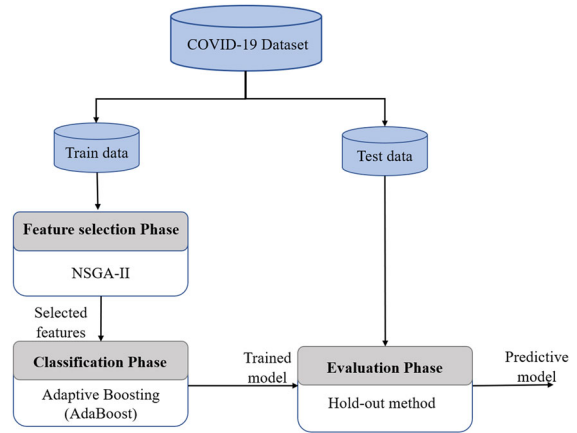 COVID-19 Dataset
Train data
Test data
Feature selection Phase
NSGA-II
Selected
features
Classification Phase
Adaptive Boosting
(AdaBoost)
Trained
model
Evaluation Phase
Hold-out method
Predictive
model